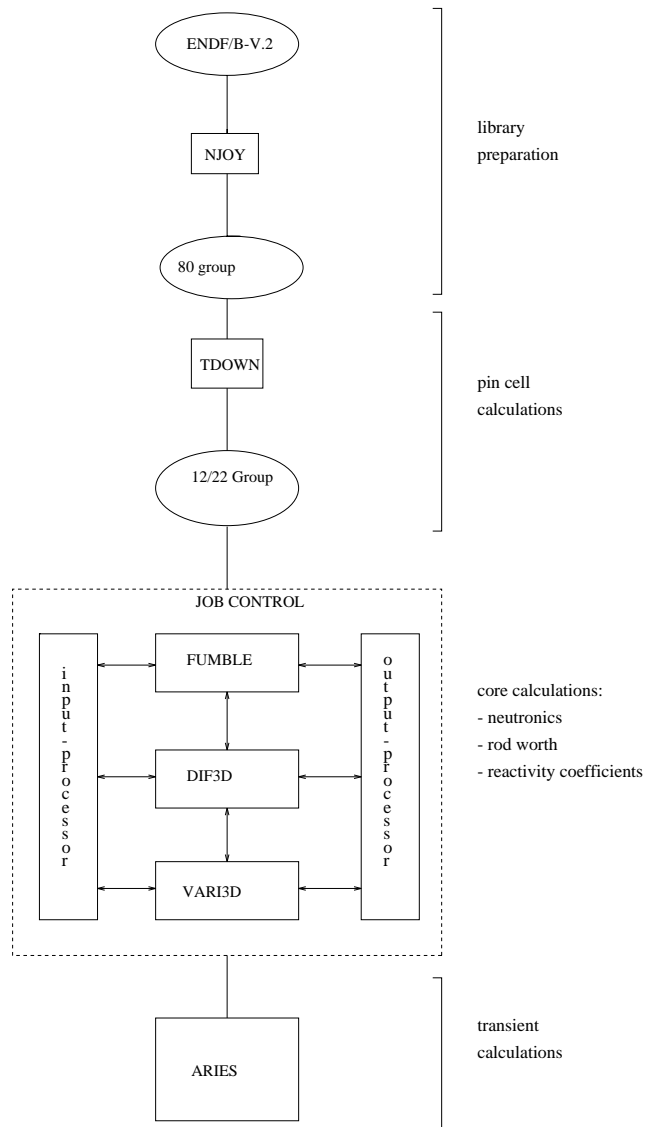 ENDF/B-V.2
NJOY
library
preparation
80 group
TDOWN
pin cell
calculations
12/22 Group
JOB CONTROL
input-processor
FUMBLE
DIF3D
VARI3D
output-processor
core calculations:
- neutronics
- rod worth
- reactivity coefficients
ARIES
transient
calculations